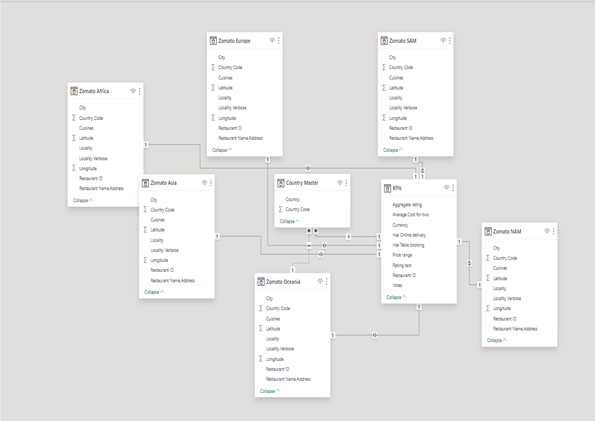 Zomato Europe
City
Country Code
Cuisines
Latitude
Locality
Locality Verbose
Longitude
Restaurant ID
Restaurant Name.Address
Collapse
Zomato SAM
City
Country Code
Cuisines
Latitude
Locality
Locality Verbose
Longitude
Restaurant ID
Restaurant Name.Address
Collapse
Zomato Africa
City
Country Code
Cuisines
Latitude
Locality
Locality Verbose
Longitude
Restaurant ID
Restaurant Name.Address
Collapse
Zomato Asia
City
Country Code
Cuisines
Latitude
Locality
Locality Verbose
Longitude
Restaurant ID
Restaurant Name.Address
Collapse
Country Master
Country
Country Code
Collapse
KPIs
Aggregate rating
Average Cost for two
Currency
Has Online delivery
Has Table booking
Price range
Rating text
Restaurant ID
Votes
Collapse
Zomato NAM
City
Country Code
Cuisines
Latitude
Locality
Locality Verbose
Longitude
Restaurant ID
Restaurant Name.Address
Collapse
Zomato Oceania
City
Country Code
Cuisines
Latitude
Locality
Locality Verbose
Longitude
Restaurant ID
Restaurant Name.Address
Collapse
1
1
1
1
1
1
1
1
1
1
1
1
1